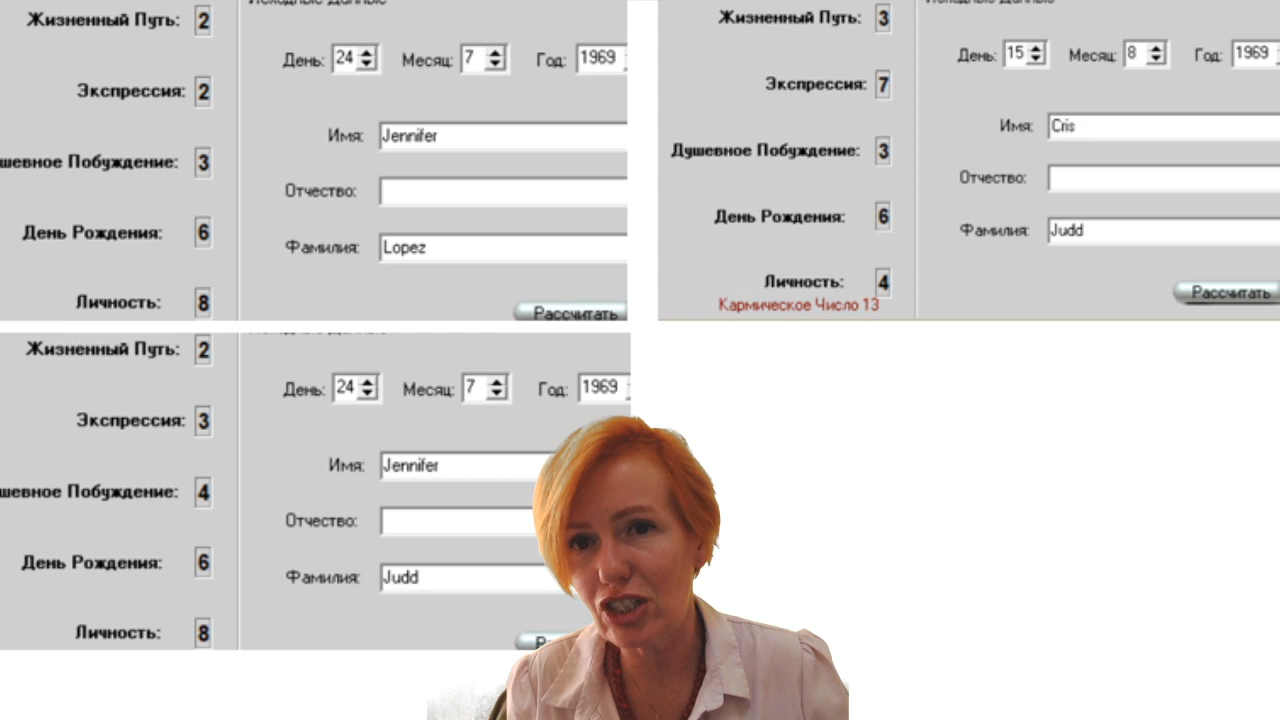 Исходные Данные
Жизненный Путь: 2
День: 24 Месяц: 7 Год: 1969
Экспрессия: 2
Имя: Jennifer
шевное Побуждение: 3
Отчество:
День Рождения: 6
Фамилия: Lopez
Личность: 8
Рассчитать
Жизненный Путь: 3
День: 15 Месяц: 8 Год: 1969
Экспрессия: 7
Имя: Cris
Душевное Побуждение: 3
Отчество:
День Рождения: 6
Фамилия: Judd
Личность: 4
Кармическое Число 13
Рассчитать
Жизненный Путь: 2
День: 24 Месяц: 7 Год: 1969
Экспрессия: 3
Имя: Jennifer
шевное Побуждение: 4
Отчество:
День Рождения: 6
Фамилия: Judd
Личность: 8